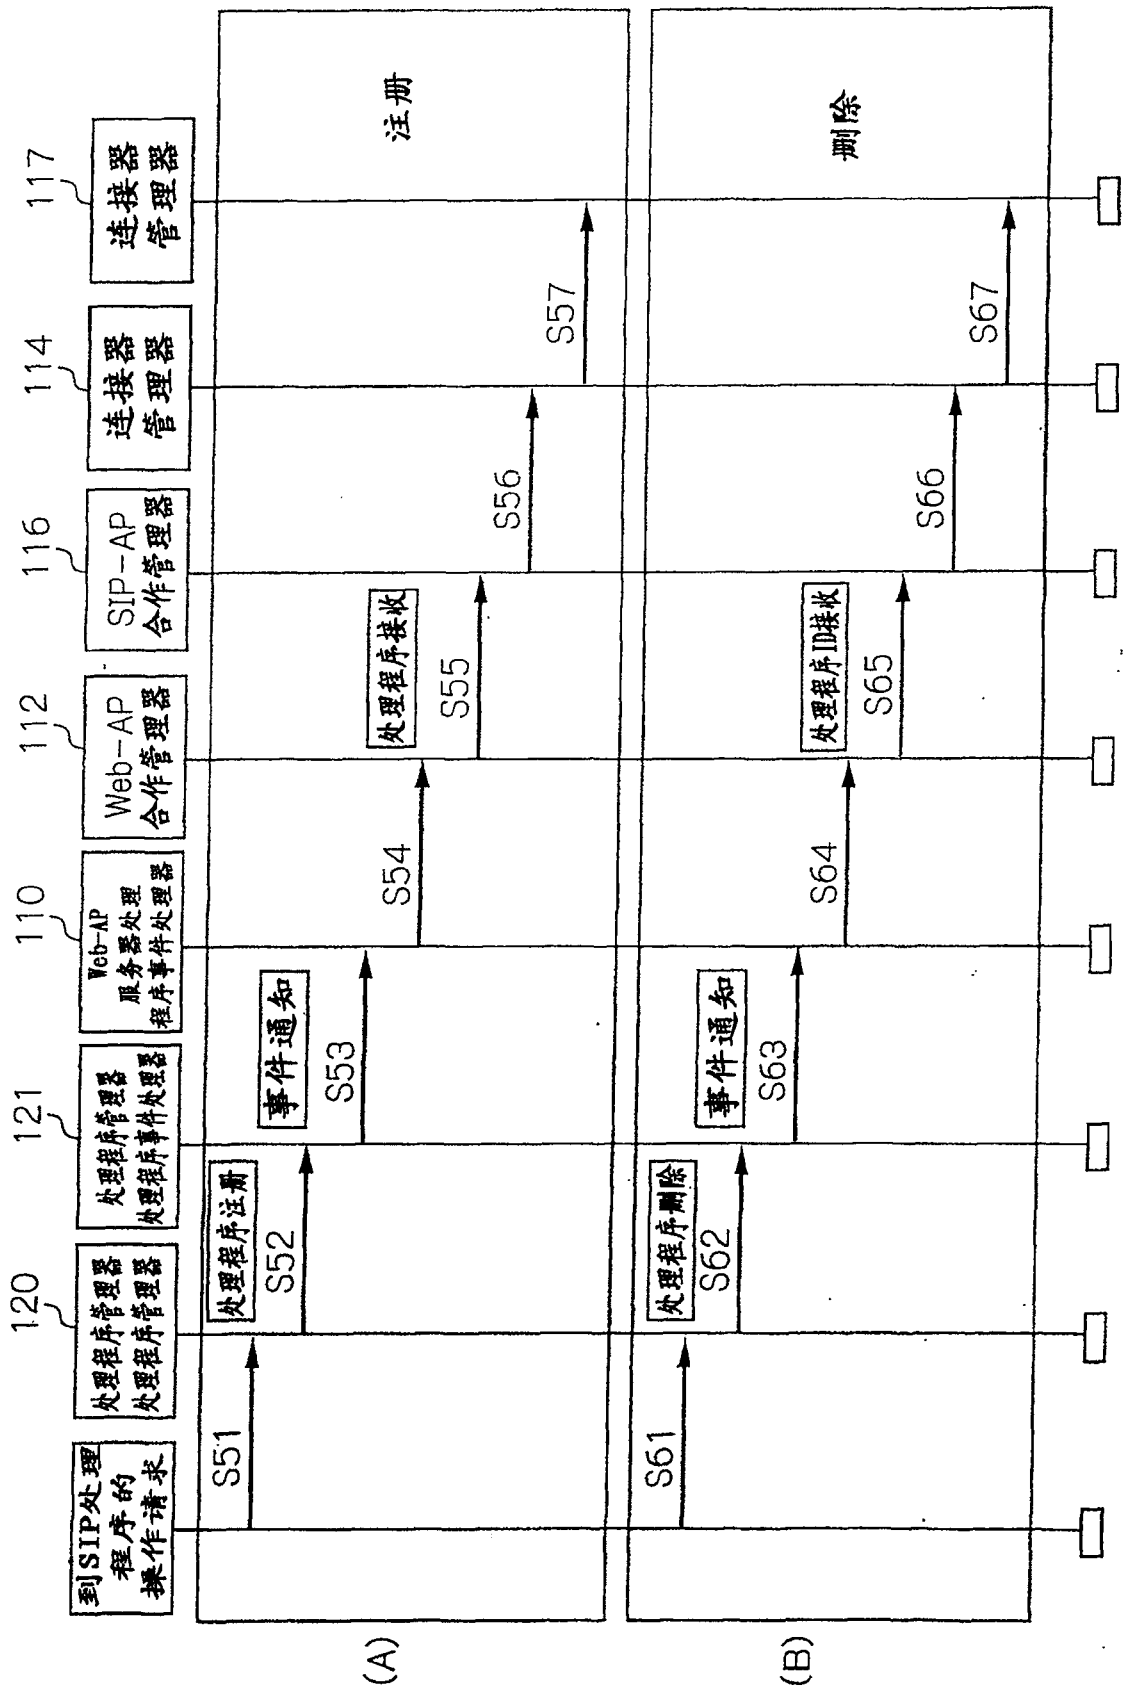 到SIP处理
程序的
操作请求
120
处理程序管理器
处理程序管理器
121
处理程序管理器
处理程序事件处理器
110
Web-AP
服务器处理
程序事件处理器
112
Web-AP
合作管理器
116
SIP-AP
合作管理器
114
连接器
管理器
117
连接器
管理器
(A)
注册
S51
处理程序注册
S52
事件通知
S53
S54
处理程序接收
S55
S56
S57
(B)
删除
S61
处理程序删除
S62
事件通知
S63
S64
处理程序ID接收
S65
S66
S67